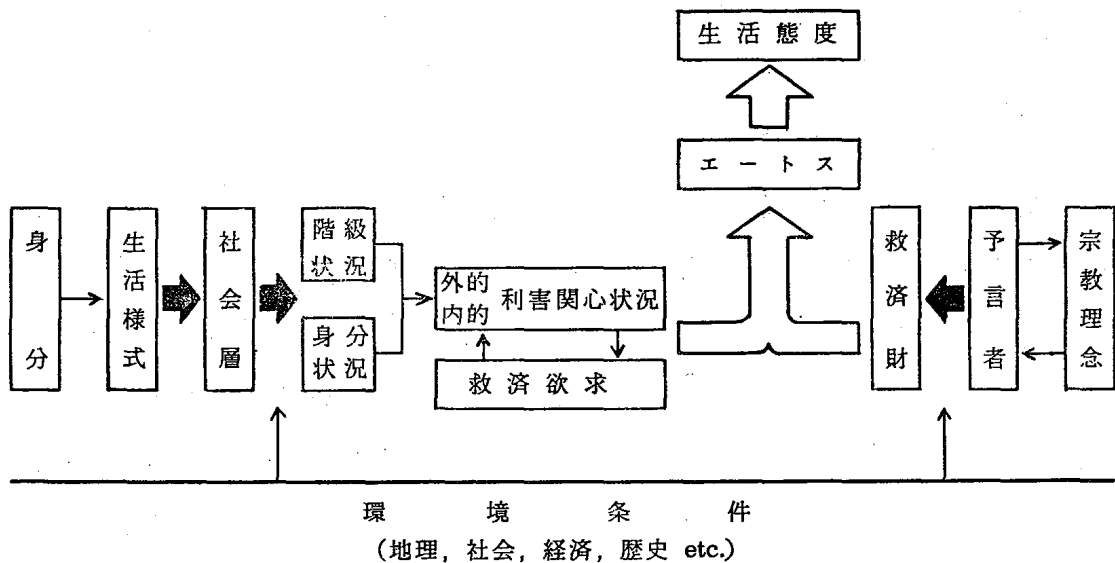 生活態度
エートス
身分
生活様式
社会層
階級状況
身分状況
外的
内的
利害関心状況
救済欲求
救済財
予言者
宗教理念
環境条件
(地理, 社会, 経済, 歴史 etc.)